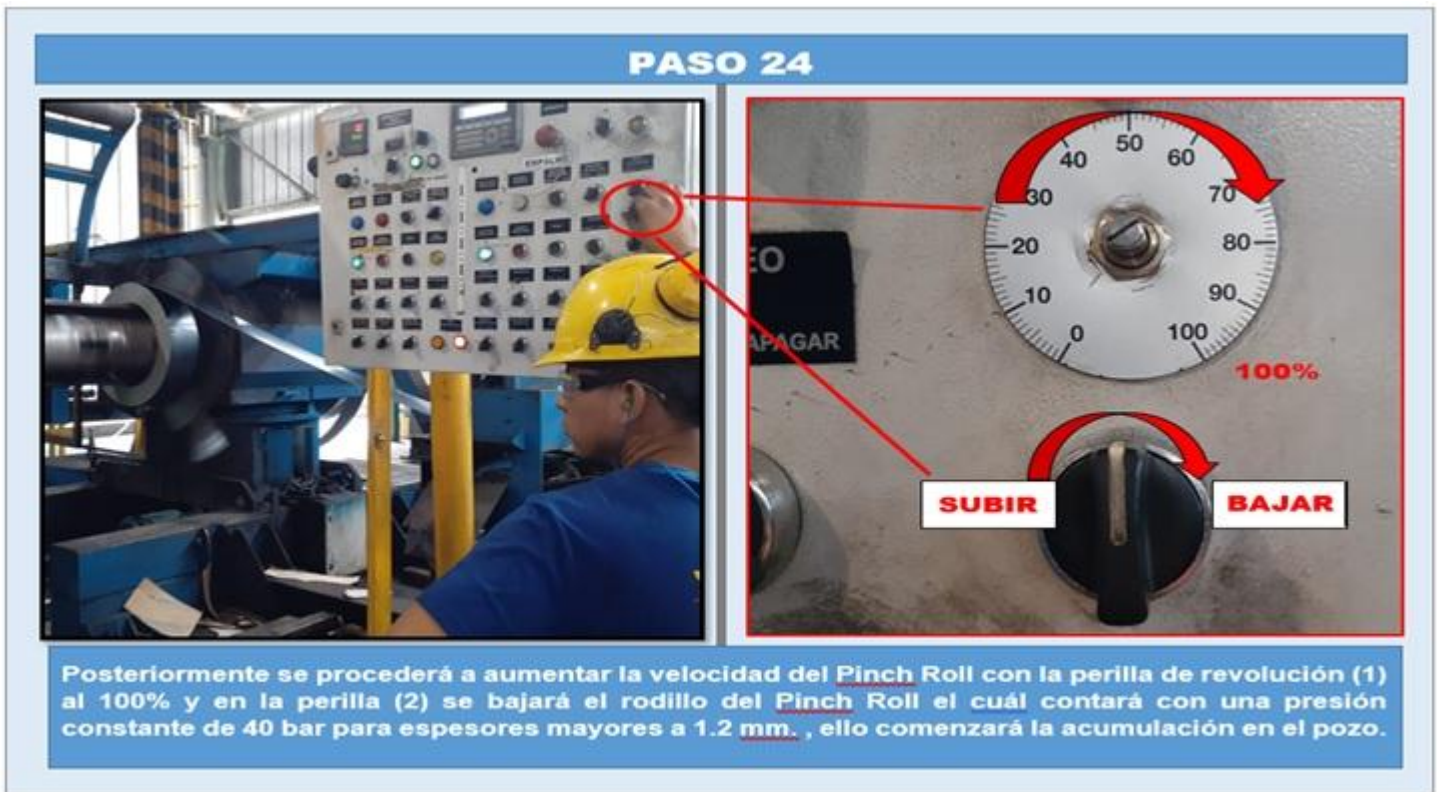 PASO 24
EMPALME
EO
APAGAR
0
10
20
30
40
50
60
70
80
90
100
100%
SUBIR
BAJAR
Posteriormente se procederá a aumentar la velocidad del Pinch Roll con la perilla de revolución (1)
al 100% y en la perilla (2) se bajará el rodillo del Pinch Roll el cuál contará con una presión
constante de 40 bar para espesores mayores a 1.2 mm. , ello comenzará la acumulación en el pozo.